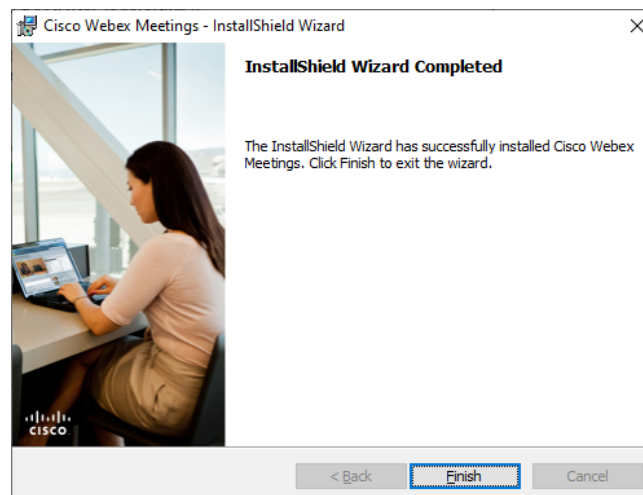 Cisco Webex Meetings - InstallShield Wizard
InstallShield Wizard Completed
The InstallShield Wizard has successfully installed Cisco Webex
Meetings. Click Finish to exit the wizard.
CISCO
< Back
Finish
Cancel